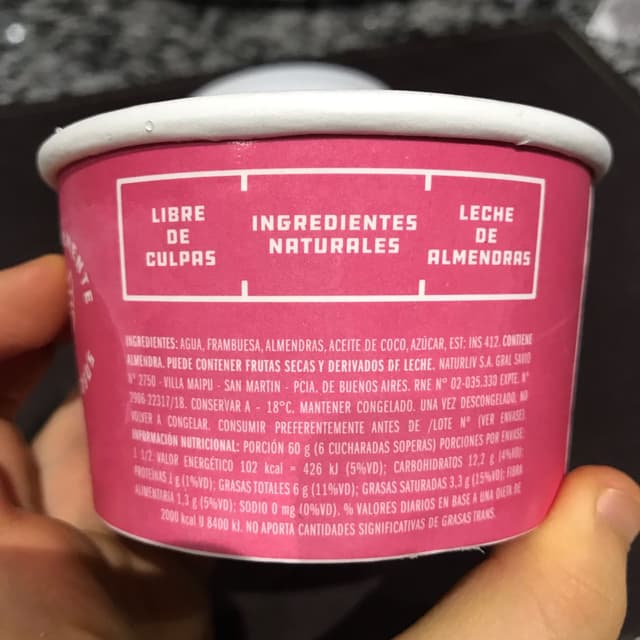 LIBRE
DE
CULPAS
INGREDIENTES
NATURALES
LECHE
DE
ALMENDRAS
INGREDIENTES: AGUA, FRAMBUESA, ALMENDRAS, ACEITE DE COCO, AZÚCAR, EST: INS 412. CONTIENE
ALMENDRA. PUEDE CONTENER FRUTAS SECAS Y DERIVADOS DE LECHE. NATURLIV S.A. GRAL SAVIO
N° 2750 - VILLA MAIPU - SAN MARTIN - PCIA. DE BUENOS AIRES. RNE N° 02-035.330 EXPTE. N°
2906 22317/18. CONSERVAR A - 18°C. MANTENER CONGELADO. UNA VEZ DESCONGELADO, NO
VOLVER A CONGELAR. CONSUMIR PREFERENTEMENTE ANTES DE /LOTE N° (VER ENVASE).
INFORMACIÓN NUTRICIONAL: PORCIÓN 60 g (6 CUCHARADAS SOPERAS) PORCIONES POR ENVASE:
1 1/2. VALOR ENERGÉTICO 102 kcal = 426 kJ (5%VD); CARBOHIDRATOS 12,2 g (4%VD);
PROTEÍNAS 1 g (1%VD); GRASAS TOTALES 6 g (11%VD); GRASAS SATURADAS 3,3 g (15%VD); FIBRA
ALIMENTARIA 1.3 g (5%VD); SODIO 0 mg (0%VD). % VALORES DIARIOS EN BASE A UNA DIETA DE
2000 kcal U 8400 kJ. NO APORTA CANTIDADES SIGNIFICATIVAS DE GRASAS TRANS.